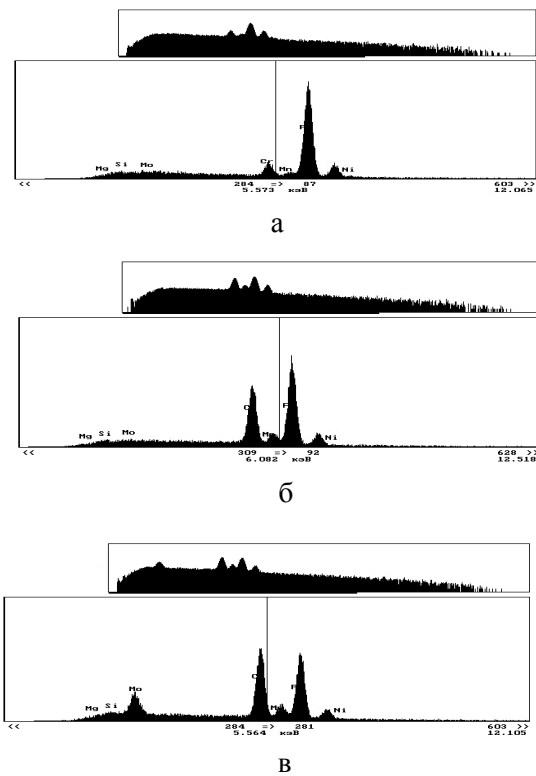 Cr
F
Mg Si Mo Mn Ni
<< 284 => 87 603 >>
5.573 кэВ 12.065
а
C F
Mg Si Mo Mn Ni
<< 309 => 92 628 >>
6.082 кэВ 12.518
б
Mo C F
Mg Si Mn Ni
<< 284 => 281 603 >>
5.564 кэВ 12.105
в